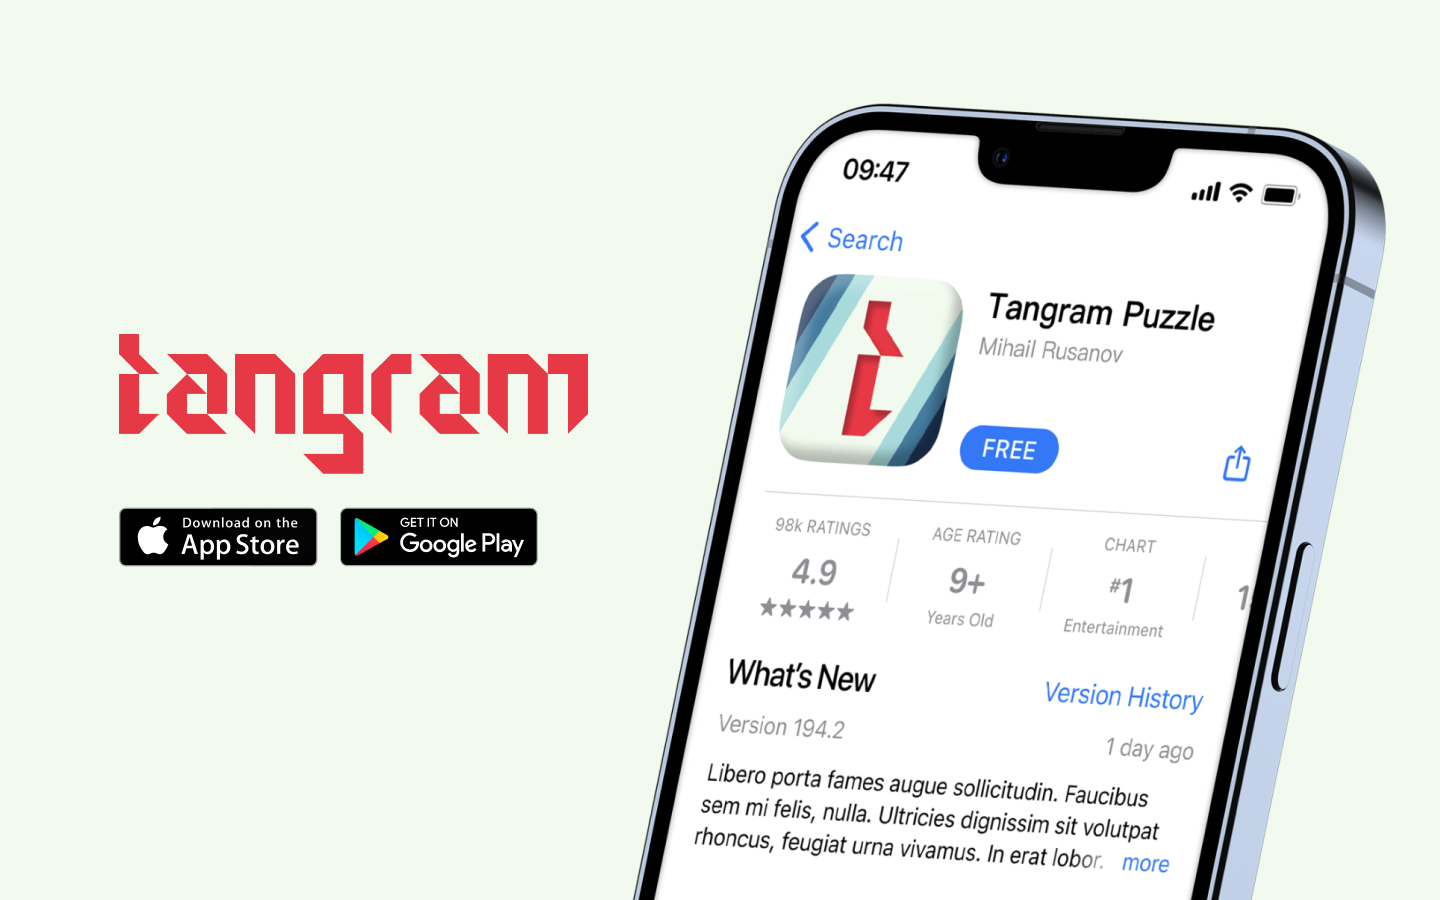 tangram
Download on the
App Store
GET IT ON
Google Play
09:47
Search
Tangram Puzzle
Mihail Rusanov
FREE
98k RATINGS
4.9
★★★★★
AGE RATING
9+
Years Old
CHART
#1
Entertainment
What's New
Version History
Version 194.2
1 day ago
Libero porta fames augue sollicitudin. Faucibus
sem mi felis, nulla. Ultricies dignissim sit volutpat
rhoncus, feugiat urna vivamus. In erat lobor. more